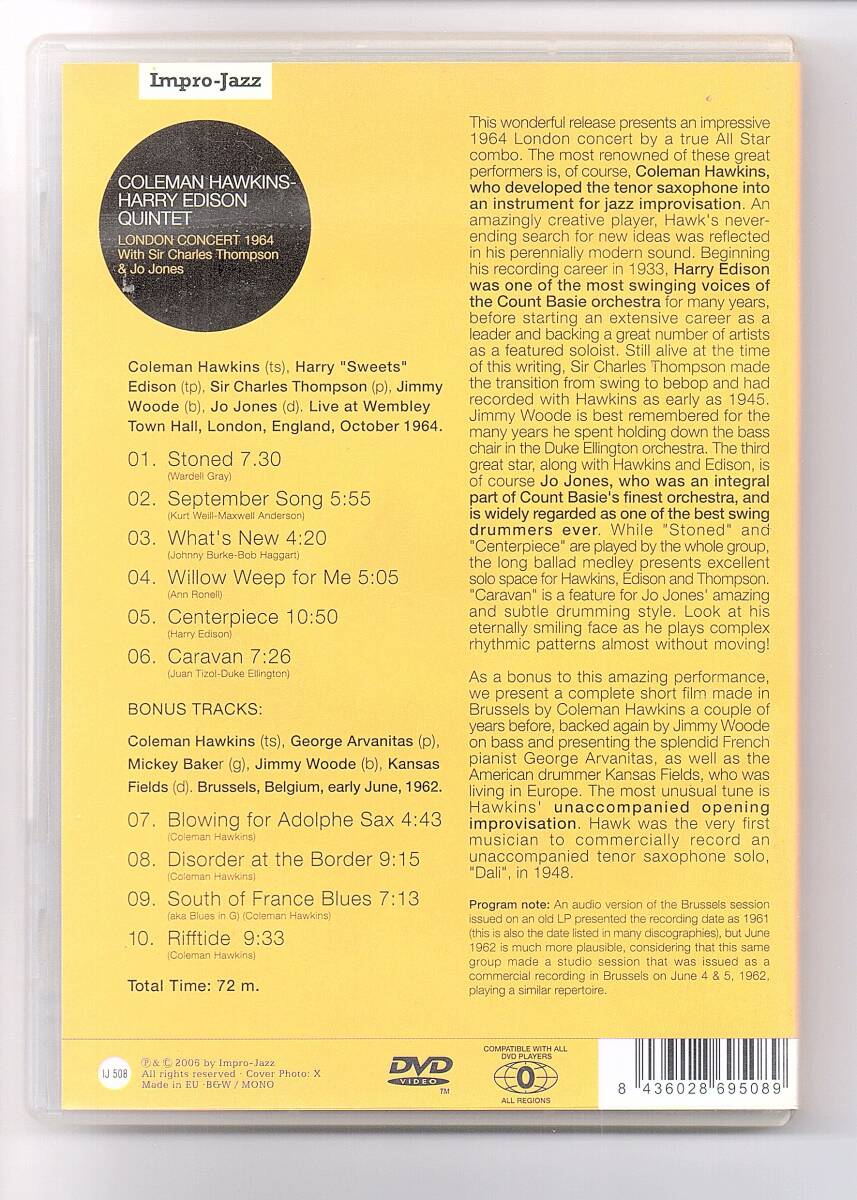 Impro-Jazz
COLEMAN HAWKINS-
HARRY EDISON
QUINTET
LONDON CONCERT 1964
With Sir Charles Thompson
& Jo Jones
Coleman Hawkins (ts), Harry "Sweets"
Edison (tp), Sir Charles Thompson (p), Jimmy
Woode (b), Jo Jones (d). Live at Wembley
Town Hall, London, England, October 1964.
01. Stoned 7.30
(Wardell Gray)
02. September Song 5:55
(Kurt Weill-Maxwell Anderson)
03. What's New 4:20
(Johnny Burke-Bob Haggart)
04. Willow Weep for Me 5:05
(Ann Ronell)
05. Centerpiece 10:50
(Harry Edison)
06. Caravan 7:26
(Juan Tizol-Duke Ellington)
BONUS TRACKS:
Coleman Hawkins (ts), George Arvanitas (p),
Mickey Baker (g), Jimmy Woode (b), Kansas
Fields (d). Brussels, Belgium, early June, 1962.
07. Blowing for Adolphe Sax 4:43
(Coleman Hawkins)
08. Disorder at the Border 9:15
(Coleman Hawkins)
09. South of France Blues 7:13
(aka Blues in G) (Coleman Hawkins)
10. Rifftide 9:33
(Coleman Hawkins)
Total Time: 72 m.
This wonderful release presents an impressive
1964 London concert by a true All Star
combo. The most renowned of these great
performers is, of course, Coleman Hawkins,
who developed the tenor saxophone into
an instrument for jazz improvisation. An
amazingly creative player, Hawk's never-
ending search for new ideas was reflected
in his perennially modern sound. Beginning
his recording career in 1933, Harry Edison
was one of the most swinging voices of
the Count Basie orchestra for many years,
before starting an extensive career as a
leader and backing a great number of artists
as a featured soloist. Still alive at the time
of this writing, Sir Charles Thompson made
the transition from swing to bebop and had
recorded with Hawkins as early as 1945.
Jimmy Woode is best remembered for the
many years he spent holding down the bass
chair in the Duke Ellington orchestra. The third
great star, along with Hawkins and Edison, is
of course Jo Jones, who was an integral
part of Count Basie's finest orchestra, and
is widely regarded as one of the best swing
drummers ever. While "Stoned" and
"Centerpiece" are played by the whole group,
the long ballad medley presents excellent
solo space for Hawkins, Edison and Thompson.
"Caravan" is a feature for Jo Jones' amazing
and subtle drumming style. Look at his
eternally smiling face as he plays complex
rhythmic patterns almost without moving!
As a bonus to this amazing performance,
we present a complete short film made in
Brussels by Coleman Hawkins a couple of
years before, backed again by Jimmy Woode
on bass and presenting the splendid French
pianist George Arvanitas, as well as the
American drummer Kansas Fields, who was
living in Europe. The most unusual tune is
Hawkins' unaccompanied opening
improvisation. Hawk was the very first
musician to commercially record an
unaccompanied tenor saxophone solo,
"Dali", in 1948.
Program note: An audio version of the Brussels session
issued on an old LP presented the recording date as 1961
(this is also the date listed in many discographies), but June
1962 is much more plausible, considering that this same
group made a studio session that was issued as a
commercial recording in Brussels on June 4 & 5, 1962,
playing a similar repertoire.
IJ 508
℗ & © 2006 by Impro-Jazz
All rights reserved · Cover Photo: X
Made in EU ·B&W / MONO
DVD
VIDEO
TM
COMPATIBLE WITH ALL
DVD PLAYERS
0
ALL REGIONS
8 436028 695089